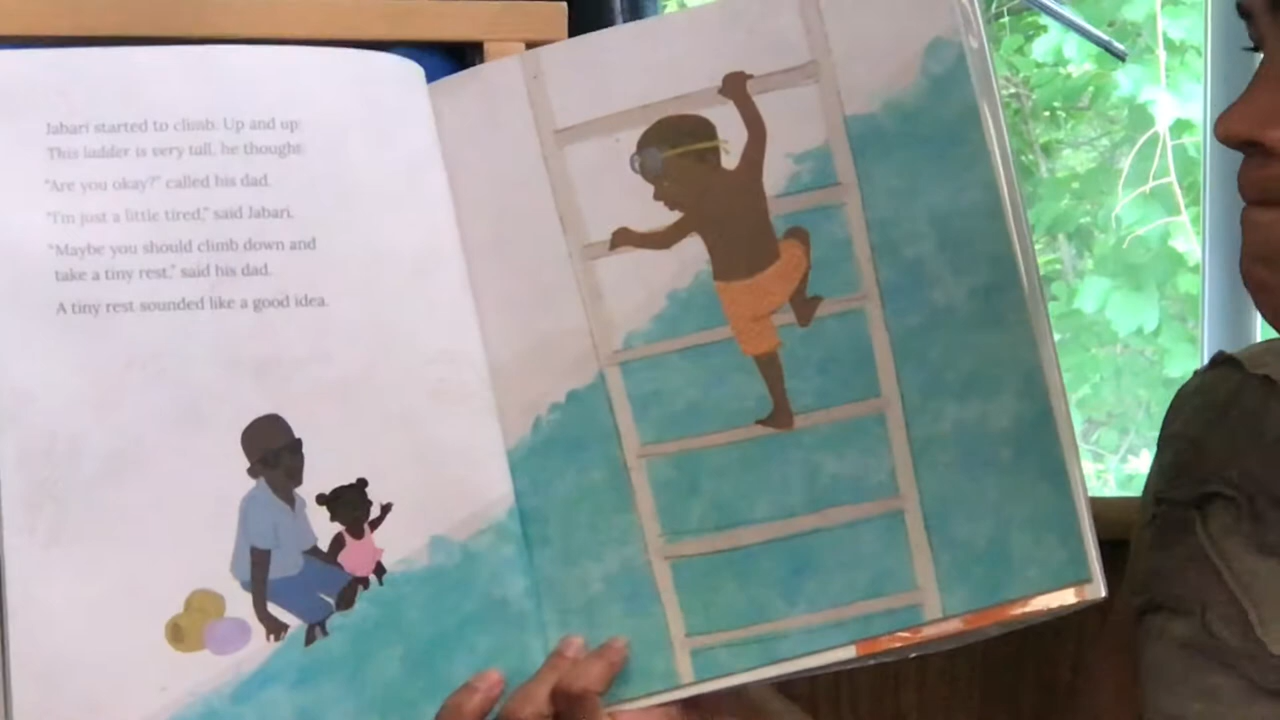 Jabari started to climb. Up and up.
This ladder is very tall, he thought.
"Are you okay?" called his dad.
"I'm just a little tired," said Jabari.
"Maybe you should climb down and
take a tiny rest," said his dad.
A tiny rest sounded like a good idea.